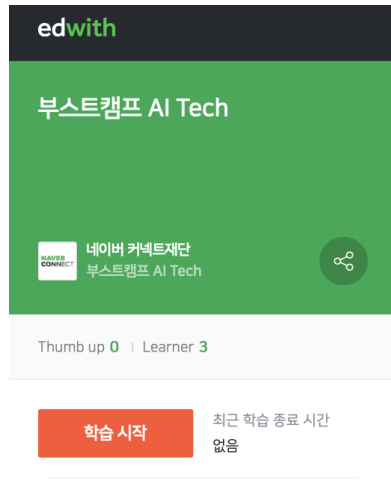 edwith
부스트캠프 AI Tech
NAVER
CONNECT
네이버 커넥트재단
부스트캠프 AI Tech
Thumb up 0 | Learner 3
학습 시작
최근 학습 종료 시간
없음